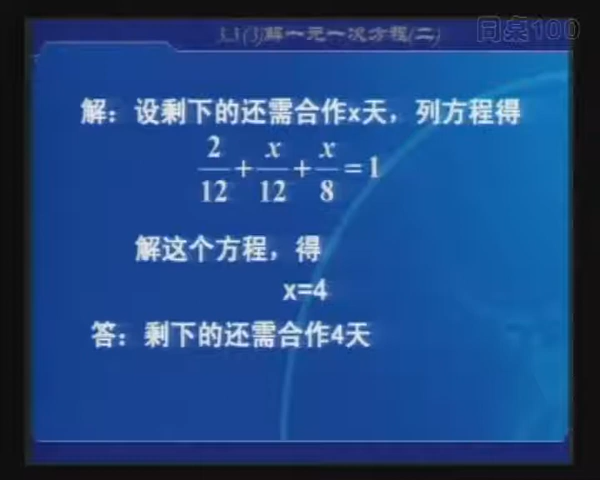 3.3(3)解一元一次方程(二)
同桌100
解：设剩下的还需合作x天，列方程得
2/12 + x/12 + x/8 = 1
解这个方程，得
x=4
答：剩下的还需合作4天